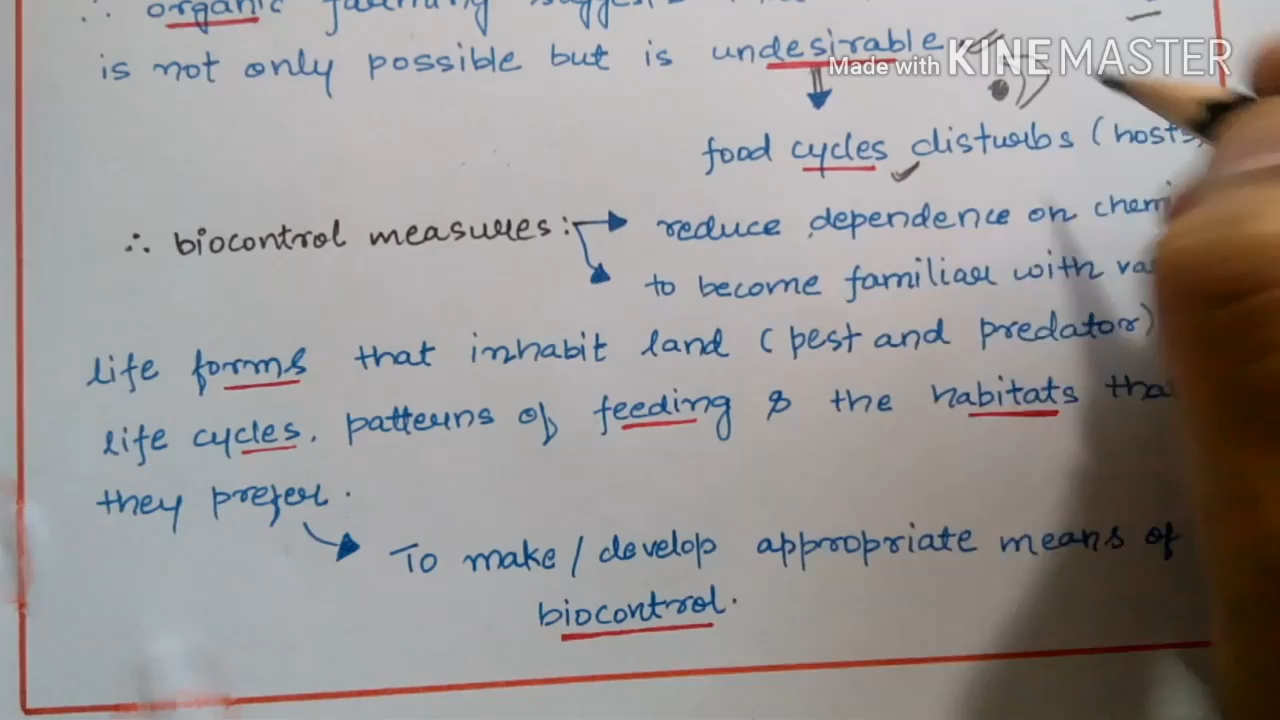 ∴ organic
is not only possible but is undesirable
Made with KINEMASTER
food cycles disturbs (hosts,
∴ biocontrol measures: → reduce dependence on
to become familiar with
life forms that inhabit land (pest and predator)
life cycles, patterns of feeding & the habitats
they prefer.
To make / develop appropriate means of
biocontrol.